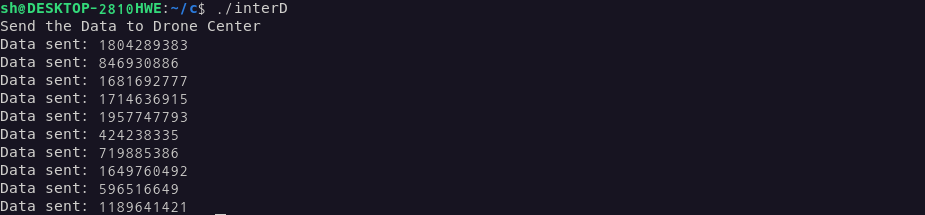 sh@DESKTOP-2810HWE:~/c$ ./interD
Send the Data to Drone Center
Data sent: 1804289383
Data sent: 846930886
Data sent: 1681692777
Data sent: 1714636915
Data sent: 1957747793
Data sent: 424238335
Data sent: 719885386
Data sent: 1649760492
Data sent: 596516649
Data sent: 1189641421